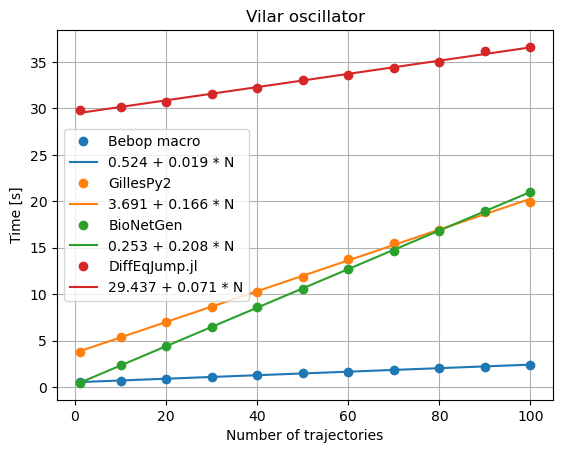 Vilar oscillator
Time [s]
35
30
25
20
15
10
5
0
Bebop macro
0.524 + 0.019 * N
GillesPy2
3.691 + 0.166 * N
BioNetGen
0.253 + 0.208 * N
DiffEqJump.jl
29.437 + 0.071 * N
0 20 40 60 80 100
Number of trajectories